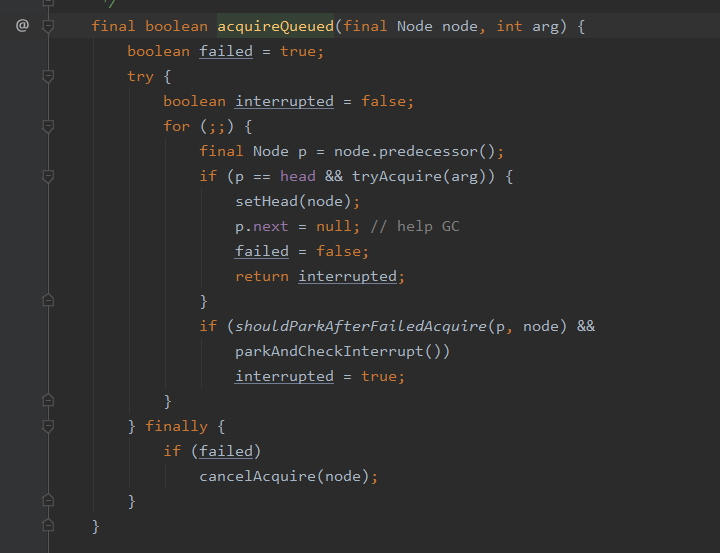 */
@ final boolean acquireQueued(final Node node, int arg) {
boolean failed = true;
try {
boolean interrupted = false;
for (;;) {
final Node p = node.predecessor();
if (p == head && tryAcquire(arg)) {
setHead(node);
p.next = null; // help GC
failed = false;
return interrupted;
}
if (shouldParkAfterFailedAcquire(p, node) &&
parkAndCheckInterrupt())
interrupted = true;
}
} finally {
if (failed)
cancelAcquire(node);
}
}